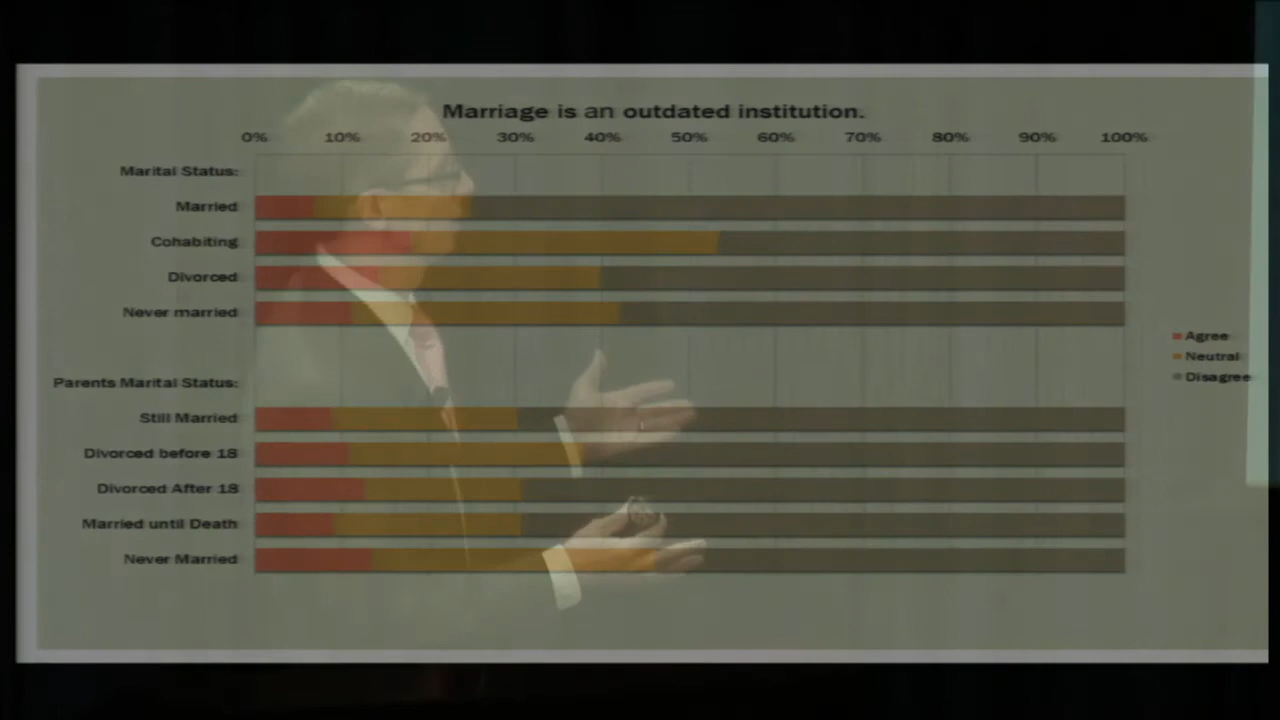 Marriage is an outdated institution.
0% 10% 20% 30% 40% 50% 60% 70% 80% 90% 100%
Marital Status:
Married
Cohabiting
Divorced
Never married
Parents Marital Status:
Still Married
Divorced before 18
Divorced After 18
Married until Death
Never Married
Agree
Neutral
Disagree